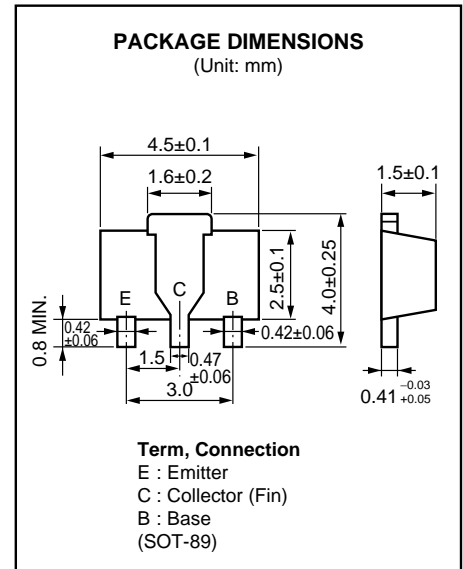 PACKAGE DIMENSIONS
(Unit: mm)
4.5±0.1
1.6±0.2
1.5±0.1
E
C
B
2.5±0.1
4.0±0.25
0.8 MIN.
0.42
±0.06
0.42±0.06
1.5
0.47
±0.06
3.0
0.41 −0.03
+0.05
Term, Connection
E : Emitter
C : Collector (Fin)
B : Base
(SOT-89)